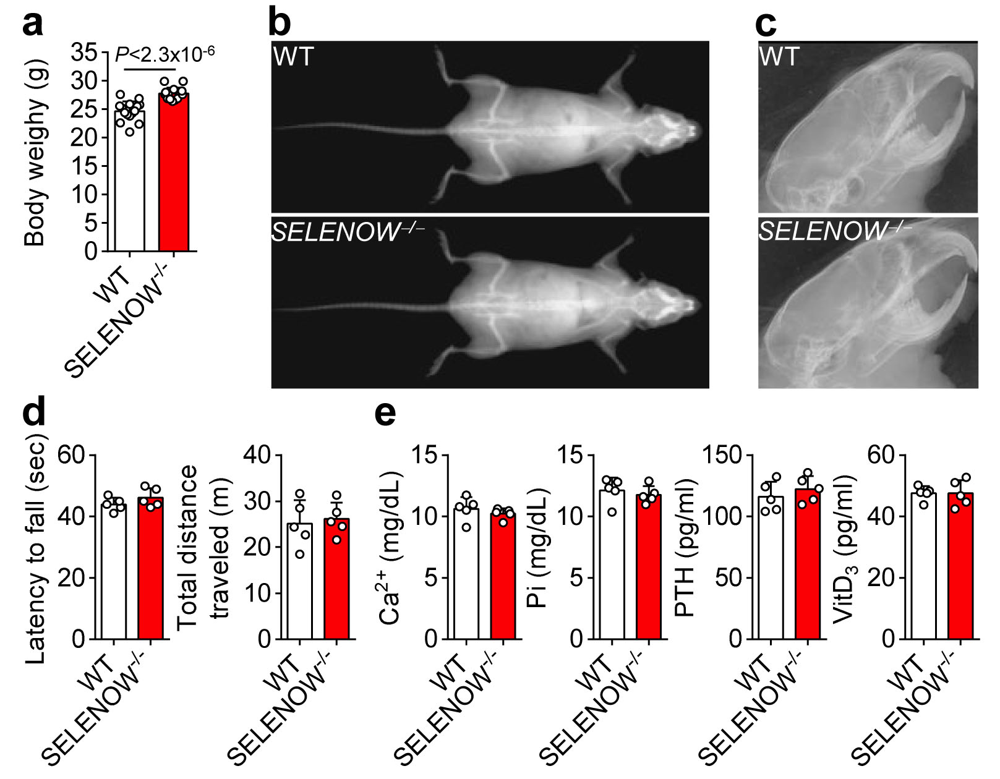 a
Body weighy (g)
35
30
25
20
15
10
5
0
P<2.3x10-6
WT
SELENOW-/-
b
WT
SELENOW–/–
c
WT
SELENOW–/–
d
Latency to fall (sec)
60
40
20
0
WT
SELENOW-/-
Total distance
traveled (m)
40
30
20
10
0
WT
SELENOW-/-
e
Ca2+ (mg/dL)
15
10
5
0
WT
SELENOW-/-
Pi (mg/dL)
15
10
5
0
WT
SELENOW-/-
PTH (pg/ml)
150
100
50
0
WT
SELENOW-/-
VitD3 (pg/ml)
60
40
20
0
WT
SELENOW-/-